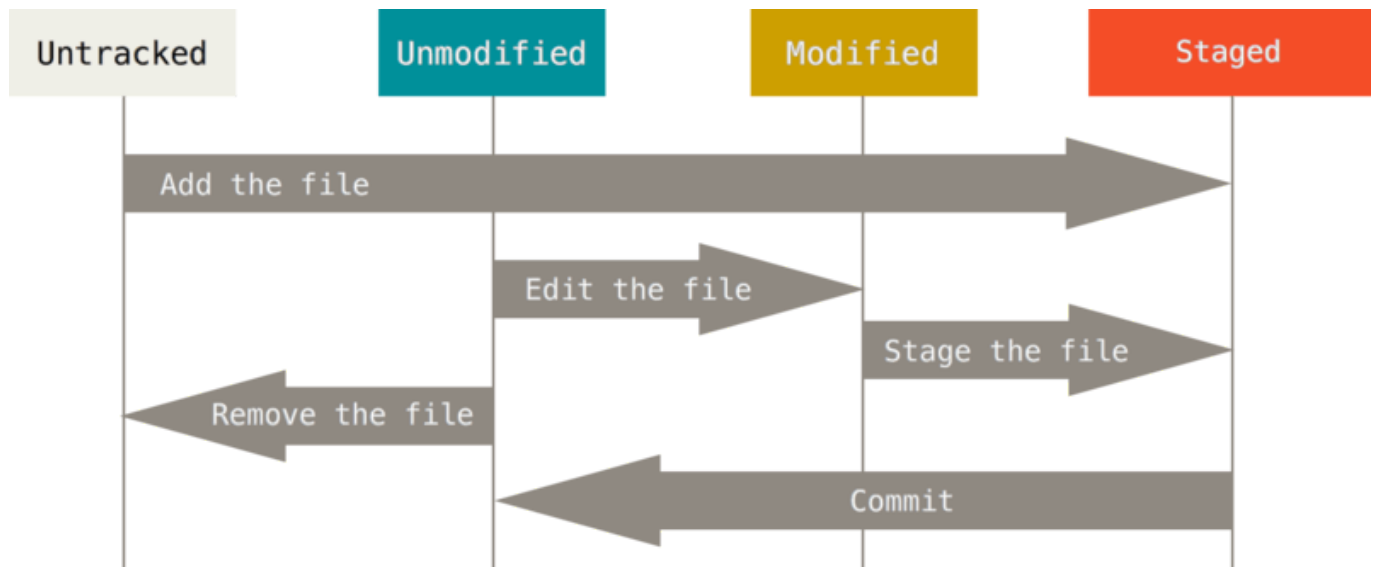 Untracked
Unmodified
Modified
Staged
Add the file
Edit the file
Stage the file
Remove the file
Commit